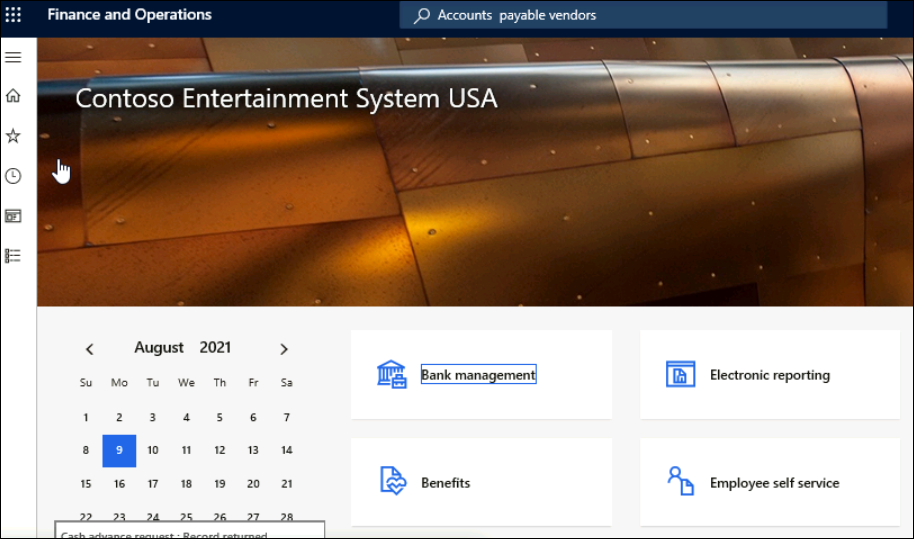 Finance and Operations
Accounts payable vendors
Contoso Entertainment System USA
August 2021
Su Mo Tu We Th Fr Sa
1 2 3 4 5 6 7
8 9 10 11 12 13 14
15 16 17 18 19 20 21
22 23 24 25 26 27 28
Cash advance request : Record returned
Bank management
Electronic reporting
Benefits
Employee self service